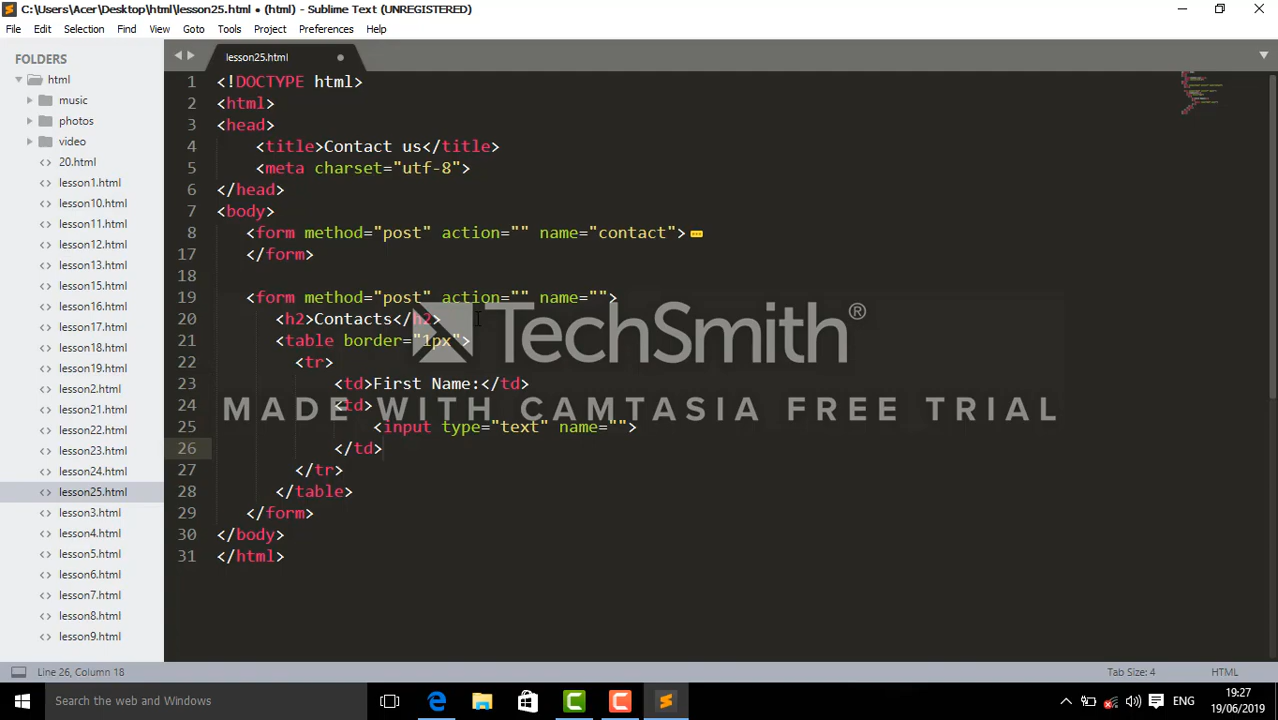 C:\Users\Acer\Desktop\html\lesson25.html • (html) - Sublime Text (UNREGISTERED)
File Edit Selection Find View Goto Tools Project Preferences Help
FOLDERS
html
music
photos
video
20.html
lesson1.html
lesson10.html
lesson11.html
lesson12.html
lesson13.html
lesson15.html
lesson16.html
lesson17.html
lesson18.html
lesson19.html
lesson2.html
lesson21.html
lesson22.html
lesson23.html
lesson24.html
lesson25.html
lesson3.html
lesson4.html
lesson5.html
lesson6.html
lesson7.html
lesson8.html
lesson9.html
lesson25.html
1 <!DOCTYPE html>
2 <html>
3 <head>
4 <title>Contact us</title>
5 <meta charset="utf-8">
6 </head>
7 <body>
8 <form method="post" action="" name="contact">
17 </form>
18
19 <form method="post" action="" name="">
20 <h2>Contacts</h2>
21 <table border="1px">
22 <tr>
23 <td>First Name:</td>
24 <td>
25 <input type="text" name="">
26 </td>
27 </tr>
28 </table>
29 </form>
30 </body>
31 </html>
TechSmith®
MADE WITH CAMTASIA FREE TRIAL
Line 26, Column 18
Tab Size: 4
HTML
Search the web and Windows
ENG
19:27
19/06/2019